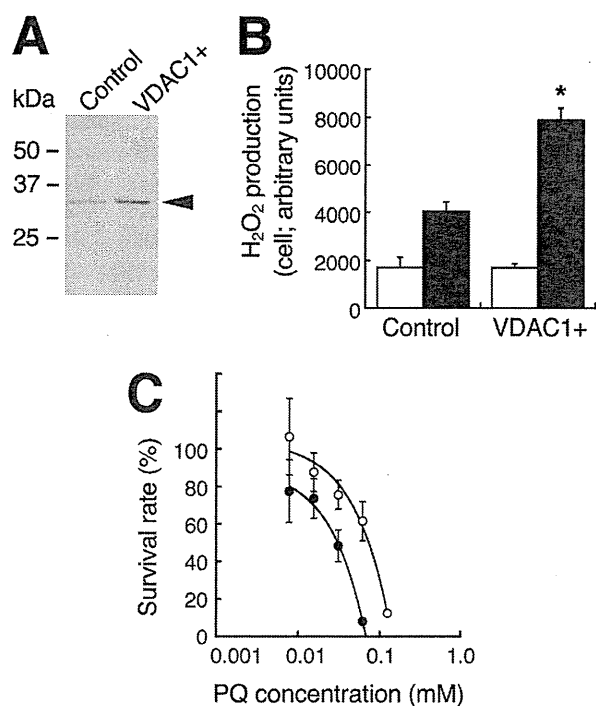 A
Control
VDAC1+
kDa
50
37
25
B
H₂O₂ production
(cell; arbitrary units)
10000
8000
6000
4000
2000
0
*
Control
VDAC1+
C
Survival rate (%)
100
80
60
40
20
0
0.001
0.01
0.1
1.0
PQ concentration (mM)